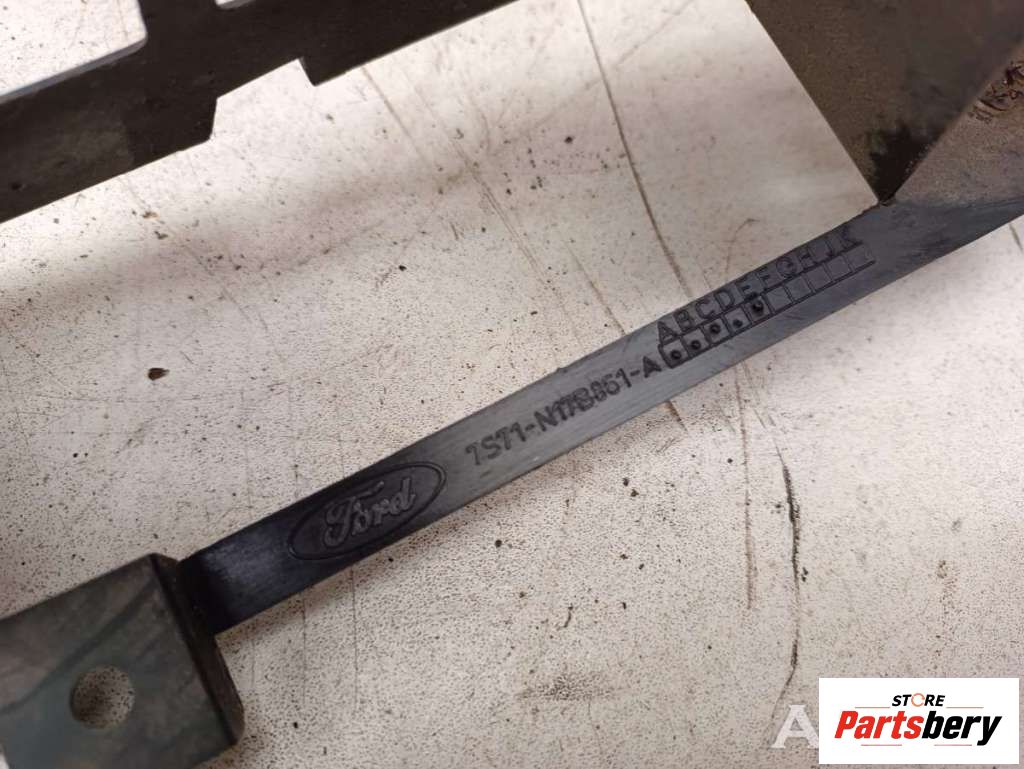 ABCDEFGHJK
7S71-N17B861-A
Ford
A
STORE
Partsbery